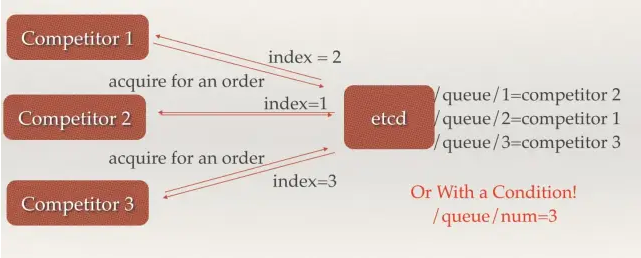 Competitor 1
index = 2
acquire for an order
Competitor 2
index=1
etcd
/queue/1=competitor 2
/queue/2=competitor 1
/queue/3=competitor 3
acquire for an order
index=3
Competitor 3
Or With a Condition!
/queue/num=3